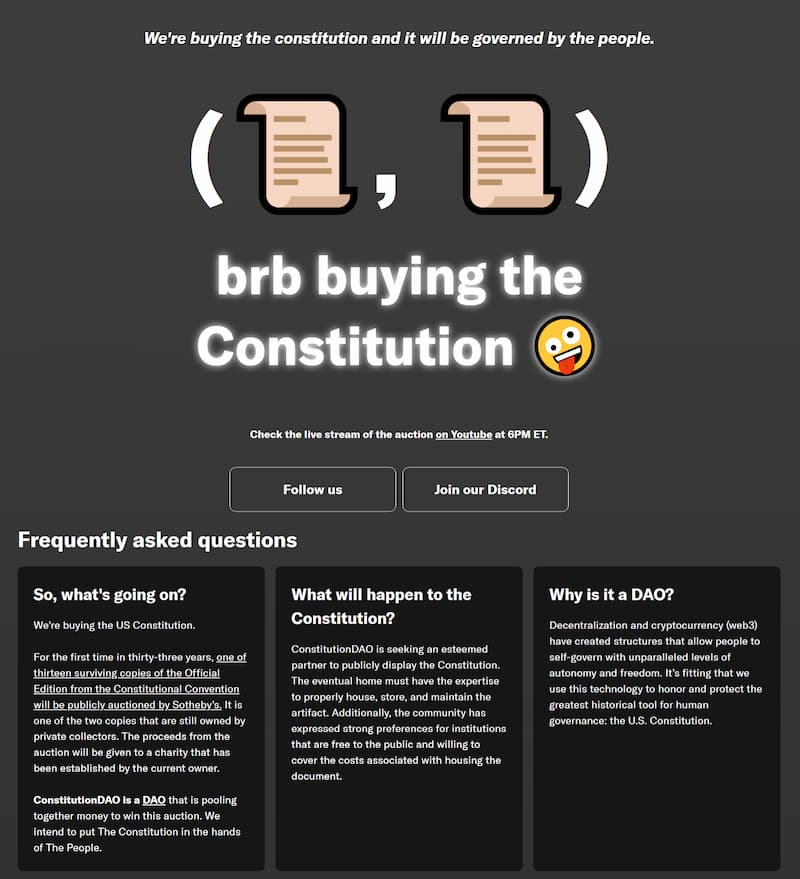 We're buying the constitution and it will be governed by the people.
(📜, 📜)
brb buying the
Constitution 🤪
Check the live stream of the auction on Youtube at 6PM ET.
Follow us
Join our Discord
Frequently asked questions
So, what's going on?
We're buying the US Constitution.
For the first time in thirty-three years, one of
thirteen surviving copies of the Official
Edition from the Constitutional Convention
will be publicly auctioned by Sotheby's. It is
one of the two copies that are still owned by
private collectors. The proceeds from the
auction will be given to a charity that has
been established by the current owner.
ConstitutionDAO is a DAO that is pooling
together money to win this auction. We
intend to put The Constitution in the hands
of The People.
What will happen to the
Constitution?
ConstitutionDAO is seeking an esteemed
partner to publicly display the Constitution.
The eventual home must have the expertise
to properly house, store, and maintain the
artifact. Additionally, the community has
expressed strong preferences for institutions
that are free to the public and willing to
cover the costs associated with housing the
document.
Why is it a DAO?
Decentralization and cryptocurrency (web3)
have created structures that allow people to
self-govern with unparalleled levels of
autonomy and freedom. It's fitting that we
use this technology to honor and protect the
greatest historical tool for human
governance: the U.S. Constitution.